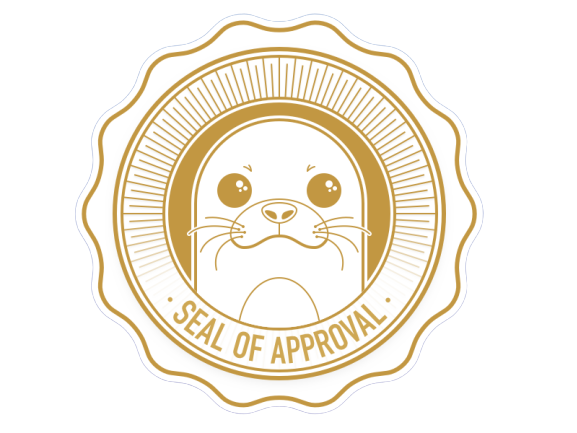 · SEAL OF APPROVAL ·